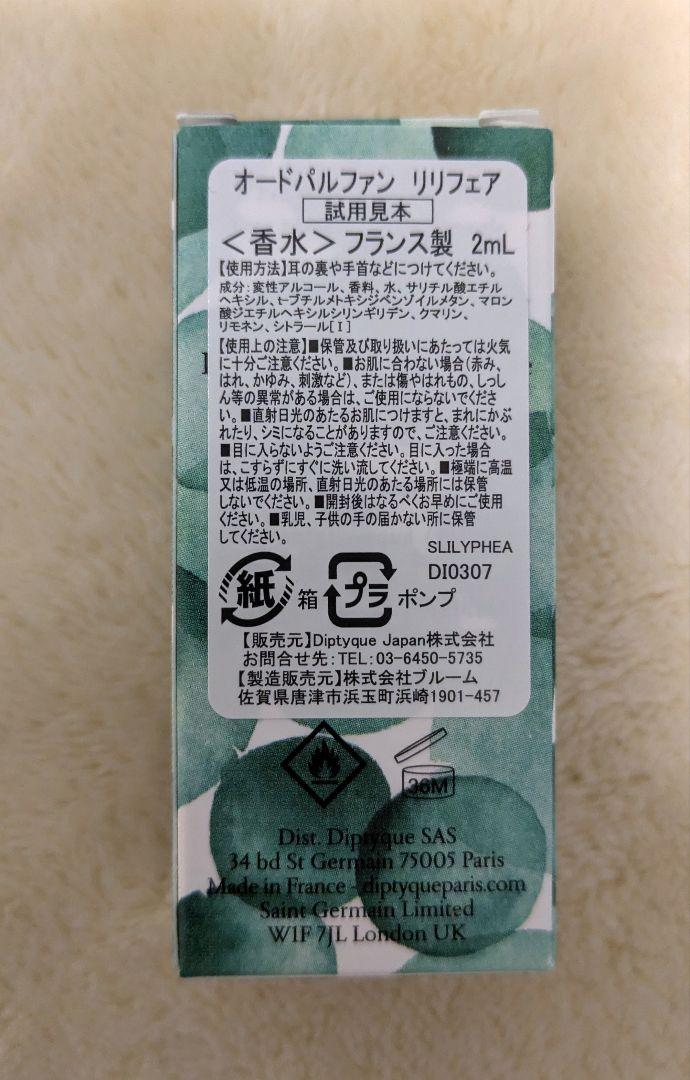 オードパルファン リリフェア
試用見本
＜香水＞フランス製 2mL
【使用方法】耳の裏や手首などにつけてください。
成分：変性アルコール、香料、水、サリチル酸エチル
ヘキシル、t-ブチルメトキシジベンゾイルメタン、マロン
酸ジエチルヘキシルシリンギリデン、クマリン、
リモネン、シトラール[Ⅰ]
【使用上の注意】■保管及び取り扱いにあたっては火気
に十分ご注意ください。■お肌に合わない場合（赤み、
はれ、かゆみ、刺激など）、または傷やはれもの、しっし
ん等の異常がある場合は、ご使用にならないでくださ
い。■直射日光のあたるお肌につけますと、まれにかぶ
れたり、シミになることがありますので、ご注意ください。
■目に入らないようご注意ください。目に入った場合
は、こすらずにすぐに洗い流してください。■極端に高温
又は低温の場所、直射日光のあたる場所には保管
しないでください。■開封後はなるべくお早めにご使用
ください。■乳児、子供の手の届かない所に保管
してください。
SLILYPHEA
DI0307
紙 箱 プラ ポンプ
【販売元】Diptyque Japan株式会社
お問合せ先：TEL：03-6450-5735
【製造販売元】株式会社ブルーム
佐賀県唐津市浜玉町浜崎1901-457
36M
Dist. Diptyque SAS
34 bd St Germain 75005 Paris
Made in France - diptyqueparis.com
Saint Germain Limited
W1F 7JL London UK